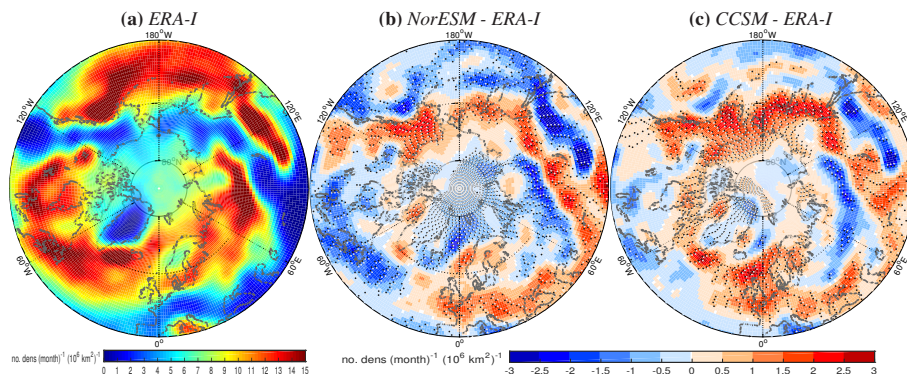 (a) ERA-I
(b) NorESM - ERA-I
(c) CCSM - ERA-I
180°W
180°W
180°W
120°W
120°E
120°W
120°E
120°W
120°E
80°N
60°W
60°E
60°W
60°E
60°W
60°E
0°
0°
0°
no. dens (month)⁻¹ (10⁶ km²)⁻¹
0 1 2 3 4 5 6 7 8 9 10 11 12 13 14 15
no. dens (month)⁻¹ (10⁶ km²)⁻¹
-3 -2.5 -2 -1.5 -1 -0.5 0 0.5 1 1.5 2 2.5 3